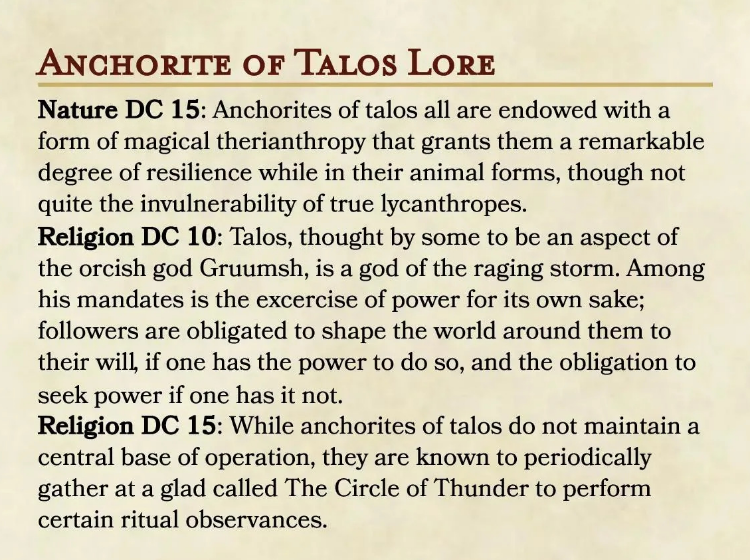 Anchorite of Talos Lore
Nature DC 15: Anchorites of talos all are endowed with a
form of magical therianthropy that grants them a remarkable
degree of resilience while in their animal forms, though not
quite the invulnerability of true lycanthropes.
Religion DC 10: Talos, thought by some to be an aspect of
the orcish god Gruumsh, is a god of the raging storm. Among
his mandates is the excercise of power for its own sake;
followers are obligated to shape the world around them to
their will, if one has the power to do so, and the obligation to
seek power if one has it not.
Religion DC 15: While anchorites of talos do not maintain a
central base of operation, they are known to periodically
gather at a glad called The Circle of Thunder to perform
certain ritual observances.